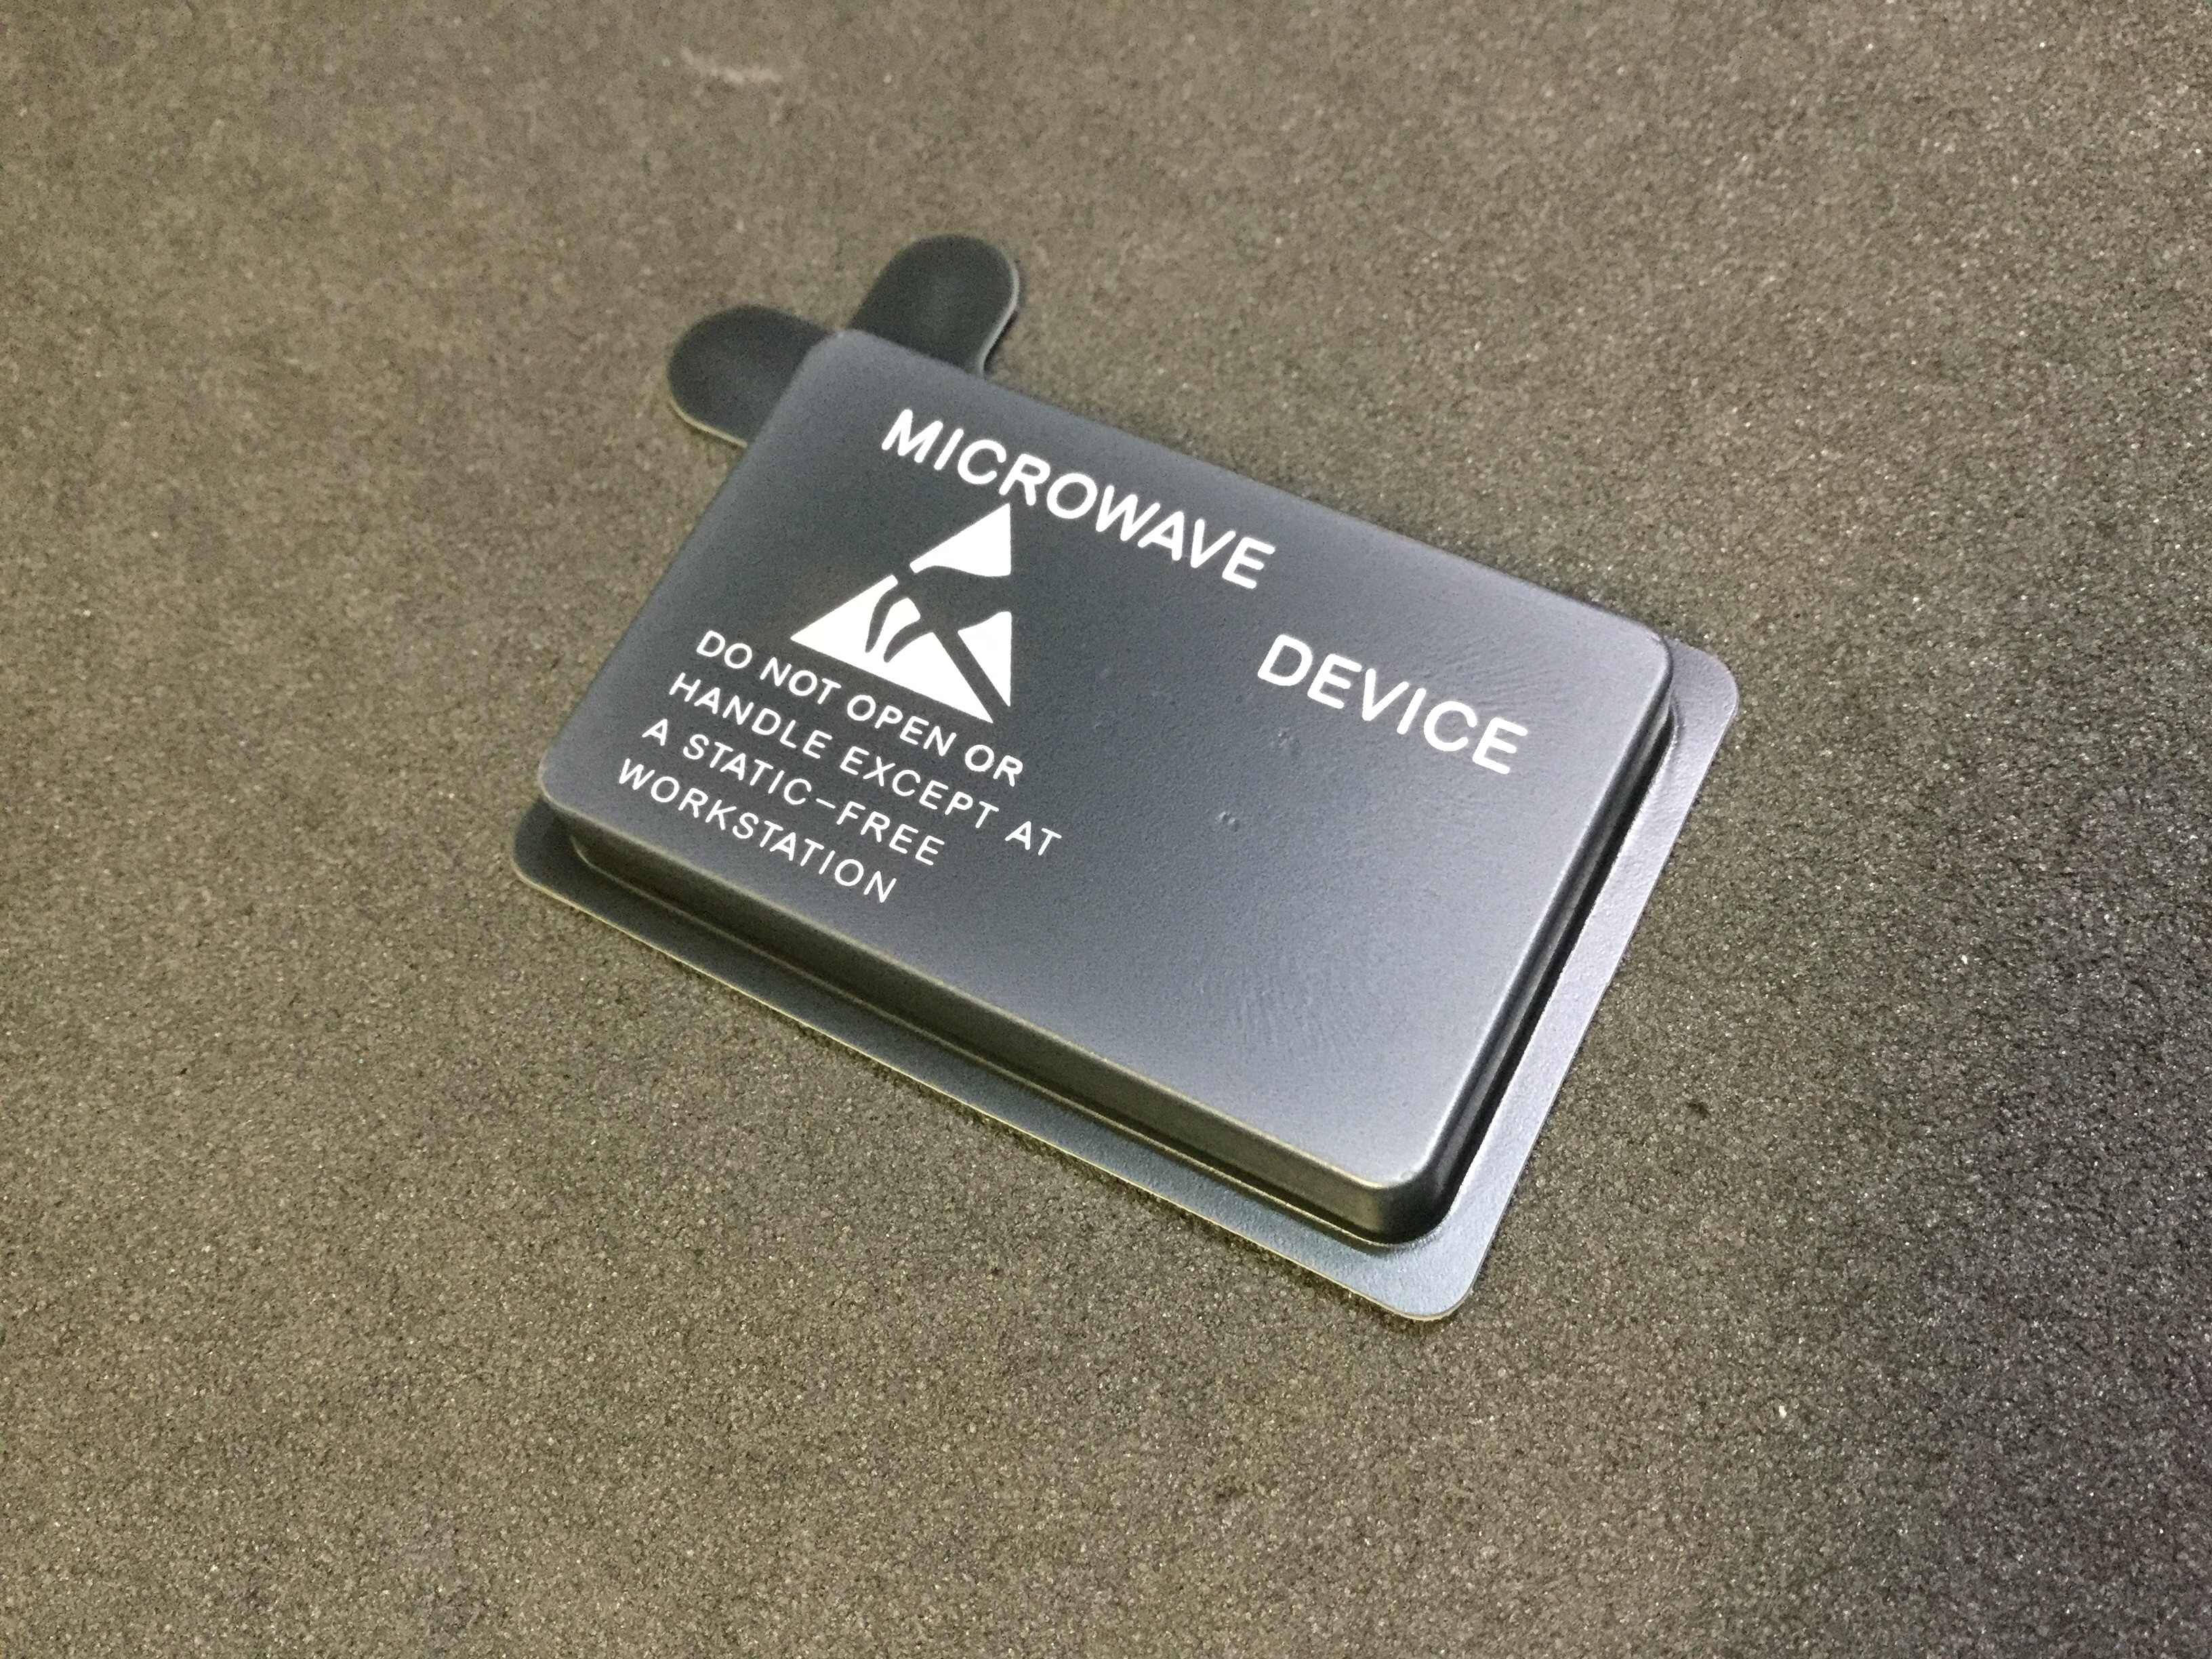 MICROWAVE
DEVICE
DO NOT OPEN OR
HANDLE EXCEPT AT
A STATIC-FREE
WORKSTATION